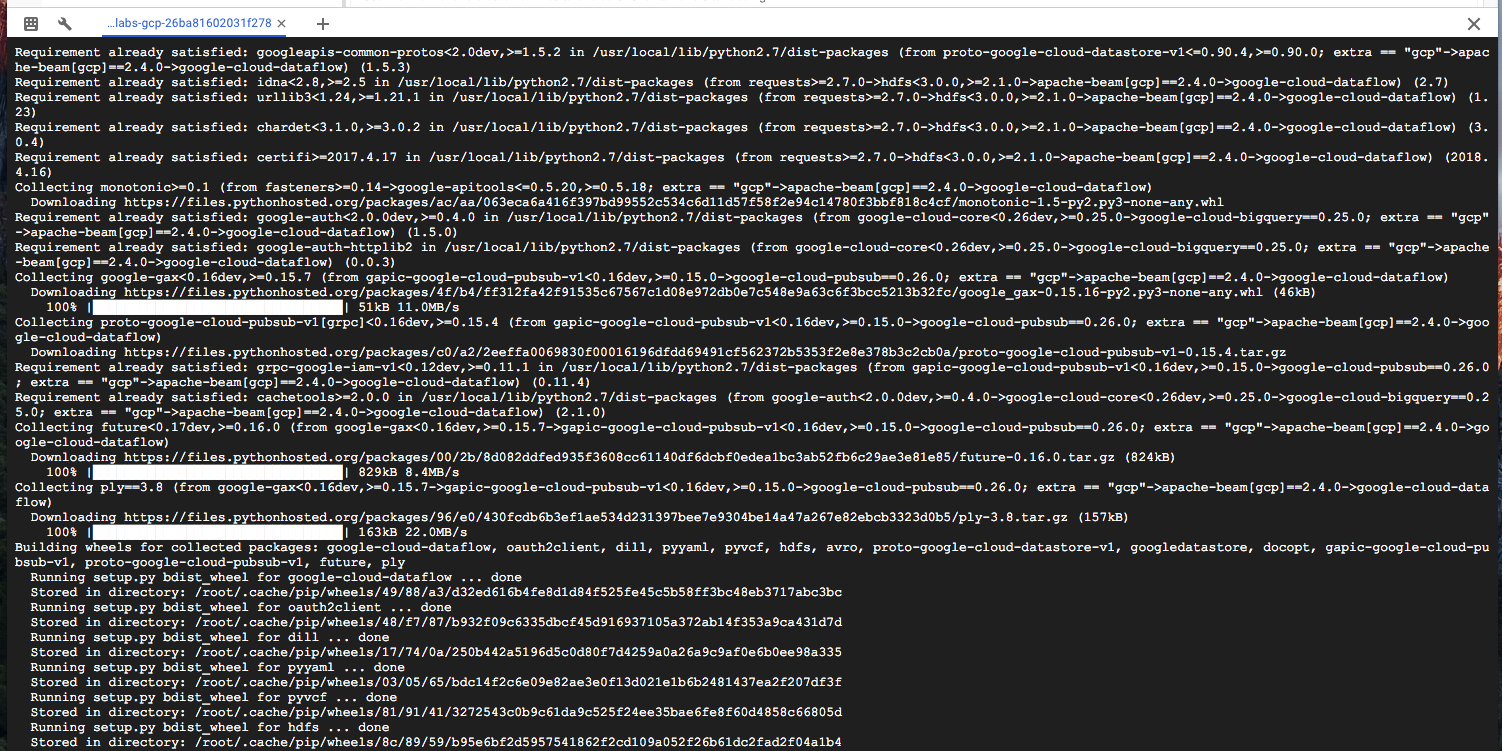 ...labs-gcp-26ba81602031f278
Requirement already satisfied: googleapis-common-protos<2.0dev,>=1.5.2 in /usr/local/lib/python2.7/dist-packages (from proto-google-cloud-datastore-v1<=0.90.4,>=0.90.0; extra == "gcp"->apac
he-beam[gcp]==2.4.0->google-cloud-dataflow) (1.5.3)
Requirement already satisfied: idna<2.8,>=2.5 in /usr/local/lib/python2.7/dist-packages (from requests>=2.7.0->hdfs<3.0.0,>=2.1.0->apache-beam[gcp]==2.4.0->google-cloud-dataflow) (2.7)
Requirement already satisfied: urllib3<1.24,>=1.21.1 in /usr/local/lib/python2.7/dist-packages (from requests>=2.7.0->hdfs<3.0.0,>=2.1.0->apache-beam[gcp]==2.4.0->google-cloud-dataflow) (1.
23)
Requirement already satisfied: chardet<3.1.0,>=3.0.2 in /usr/local/lib/python2.7/dist-packages (from requests>=2.7.0->hdfs<3.0.0,>=2.1.0->apache-beam[gcp]==2.4.0->google-cloud-dataflow) (3.
0.4)
Requirement already satisfied: certifi>=2017.4.17 in /usr/local/lib/python2.7/dist-packages (from requests>=2.7.0->hdfs<3.0.0,>=2.1.0->apache-beam[gcp]==2.4.0->google-cloud-dataflow) (2018.
4.16)
Collecting monotonic>=0.1 (from fasteners>=0.14->google-apitools<=0.5.20,>=0.5.18; extra == "gcp"->apache-beam[gcp]==2.4.0->google-cloud-dataflow)
Downloading https://files.pythonhosted.org/packages/ac/aa/063eca6a416f397bd99552c534c6d11d57f58f2e94c14780f3bbf818c4cf/monotonic-1.5-py2.py3-none-any.whl
Requirement already satisfied: google-auth<2.0.0dev,>=0.4.0 in /usr/local/lib/python2.7/dist-packages (from google-cloud-core<0.26dev,>=0.25.0->google-cloud-bigquery==0.25.0; extra == "gcp"
->apache-beam[gcp]==2.4.0->google-cloud-dataflow) (1.5.0)
Requirement already satisfied: google-auth-httplib2 in /usr/local/lib/python2.7/dist-packages (from google-cloud-core<0.26dev,>=0.25.0->google-cloud-bigquery==0.25.0; extra == "gcp"->apache
-beam[gcp]==2.4.0->google-cloud-dataflow) (0.0.3)
Collecting google-gax<0.16dev,>=0.15.7 (from gapic-google-cloud-pubsub-v1<0.16dev,>=0.15.0->google-cloud-pubsub==0.26.0; extra == "gcp"->apache-beam[gcp]==2.4.0->google-cloud-dataflow)
Downloading https://files.pythonhosted.org/packages/4f/b4/ff312fa42f91535c67567c1d08e972db0e7c548e9a63c6f3bcc5213b32fc/google_gax-0.15.16-py2.py3-none-any.whl (46kB)
100% | | 51kB 11.0MB/s
Collecting proto-google-cloud-pubsub-v1[grpc]<0.16dev,>=0.15.4 (from gapic-google-cloud-pubsub-v1<0.16dev,>=0.15.0->google-cloud-pubsub==0.26.0; extra == "gcp"->apache-beam[gcp]==2.4.0->goo
gle-cloud-dataflow)
Downloading https://files.pythonhosted.org/packages/c0/a2/2eeffa0069830f00016196dfdd69491cf562372b5353f2e8e378b3c2cb0a/proto-google-cloud-pubsub-v1-0.15.4.tar.gz
Requirement already satisfied: grpc-google-iam-v1<0.12dev,>=0.11.1 in /usr/local/lib/python2.7/dist-packages (from gapic-google-cloud-pubsub-v1<0.16dev,>=0.15.0->google-cloud-pubsub==0.26.0
; extra == "gcp"->apache-beam[gcp]==2.4.0->google-cloud-dataflow) (0.11.4)
Requirement already satisfied: cachetools>=2.0.0 in /usr/local/lib/python2.7/dist-packages (from google-auth<2.0.0dev,>=0.4.0->google-cloud-core<0.26dev,>=0.25.0->google-cloud-bigquery==0.2
5.0; extra == "gcp"->apache-beam[gcp]==2.4.0->google-cloud-dataflow) (2.1.0)
Collecting future<0.17dev,>=0.16.0 (from google-gax<0.16dev,>=0.15.7->gapic-google-cloud-pubsub-v1<0.16dev,>=0.15.0->google-cloud-pubsub==0.26.0; extra == "gcp"->apache-beam[gcp]==2.4.0->go
ogle-cloud-dataflow)
Downloading https://files.pythonhosted.org/packages/00/2b/8d082ddfed935f3608cc61140df6dcbf0edea1bc3ab52fb6c29ae3e81e85/future-0.16.0.tar.gz (824kB)
100% | | 829kB 8.4MB/s
Collecting ply==3.8 (from google-gax<0.16dev,>=0.15.7->gapic-google-cloud-pubsub-v1<0.16dev,>=0.15.0->google-cloud-pubsub==0.26.0; extra == "gcp"->apache-beam[gcp]==2.4.0->google-cloud-data
flow)
Downloading https://files.pythonhosted.org/packages/96/e0/430fcdb6b3ef1ae534d231397bee7e9304be14a47a267e82ebcb3323d0b5/ply-3.8.tar.gz (157kB)
100% | | 163kB 22.0MB/s
Building wheels for collected packages: google-cloud-dataflow, oauth2client, dill, pyyaml, pyvcf, hdfs, avro, proto-google-cloud-datastore-v1, googledatastore, docopt, gapic-google-cloud-pu
bsub-v1, proto-google-cloud-pubsub-v1, future, ply
Running setup.py bdist_wheel for google-cloud-dataflow ... done
Stored in directory: /root/.cache/pip/wheels/49/88/a3/d32ed616b4fe8d1d84f525fe45c5b58ff3bc48eb3717abc3bc
Running setup.py bdist_wheel for oauth2client ... done
Stored in directory: /root/.cache/pip/wheels/48/f7/87/b932f09c6335dbcf45d916937105a372ab14f353a9ca431d7d
Running setup.py bdist_wheel for dill ... done
Stored in directory: /root/.cache/pip/wheels/17/74/0a/250b442a5196d5c0d80f7d4259a0a26a9c9af0e6b0ee98a335
Running setup.py bdist_wheel for pyyaml ... done
Stored in directory: /root/.cache/pip/wheels/03/05/65/bdc14f2c6e09e82ae3e0f13d021e1b6b2481437ea2f207df3f
Running setup.py bdist_wheel for pyvcf ... done
Stored in directory: /root/.cache/pip/wheels/81/91/41/3272543c0b9c61da9c525f24ee35bae6fe8f60d4858c66805d
Running setup.py bdist_wheel for hdfs ... done
Stored in directory: /root/.cache/pip/wheels/8c/89/59/b95e6bf2d5957541862f2cd109a052f26b61dc2fad2f04a1b4